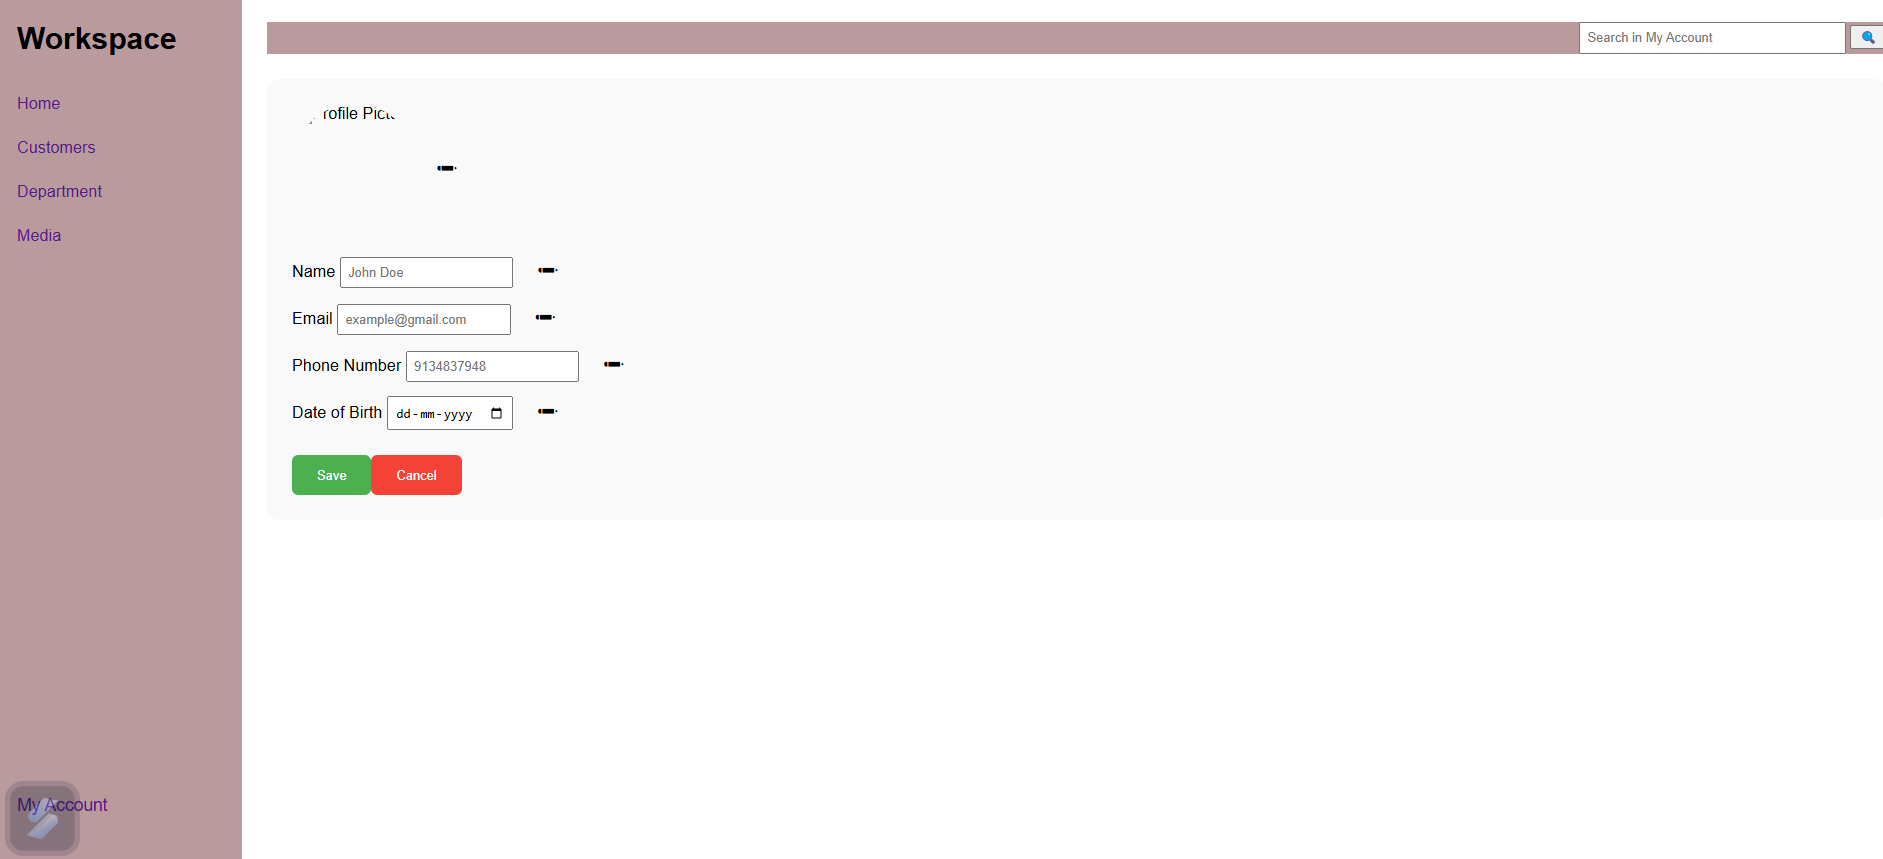 Workspace
Search in My Account
Home
Customers
Department
Media
rofile Pict
Name John Doe
Email example@gmail.com
Phone Number 9134837948
Date of Birth dd-mm-yyyy
Save Cancel
My Account